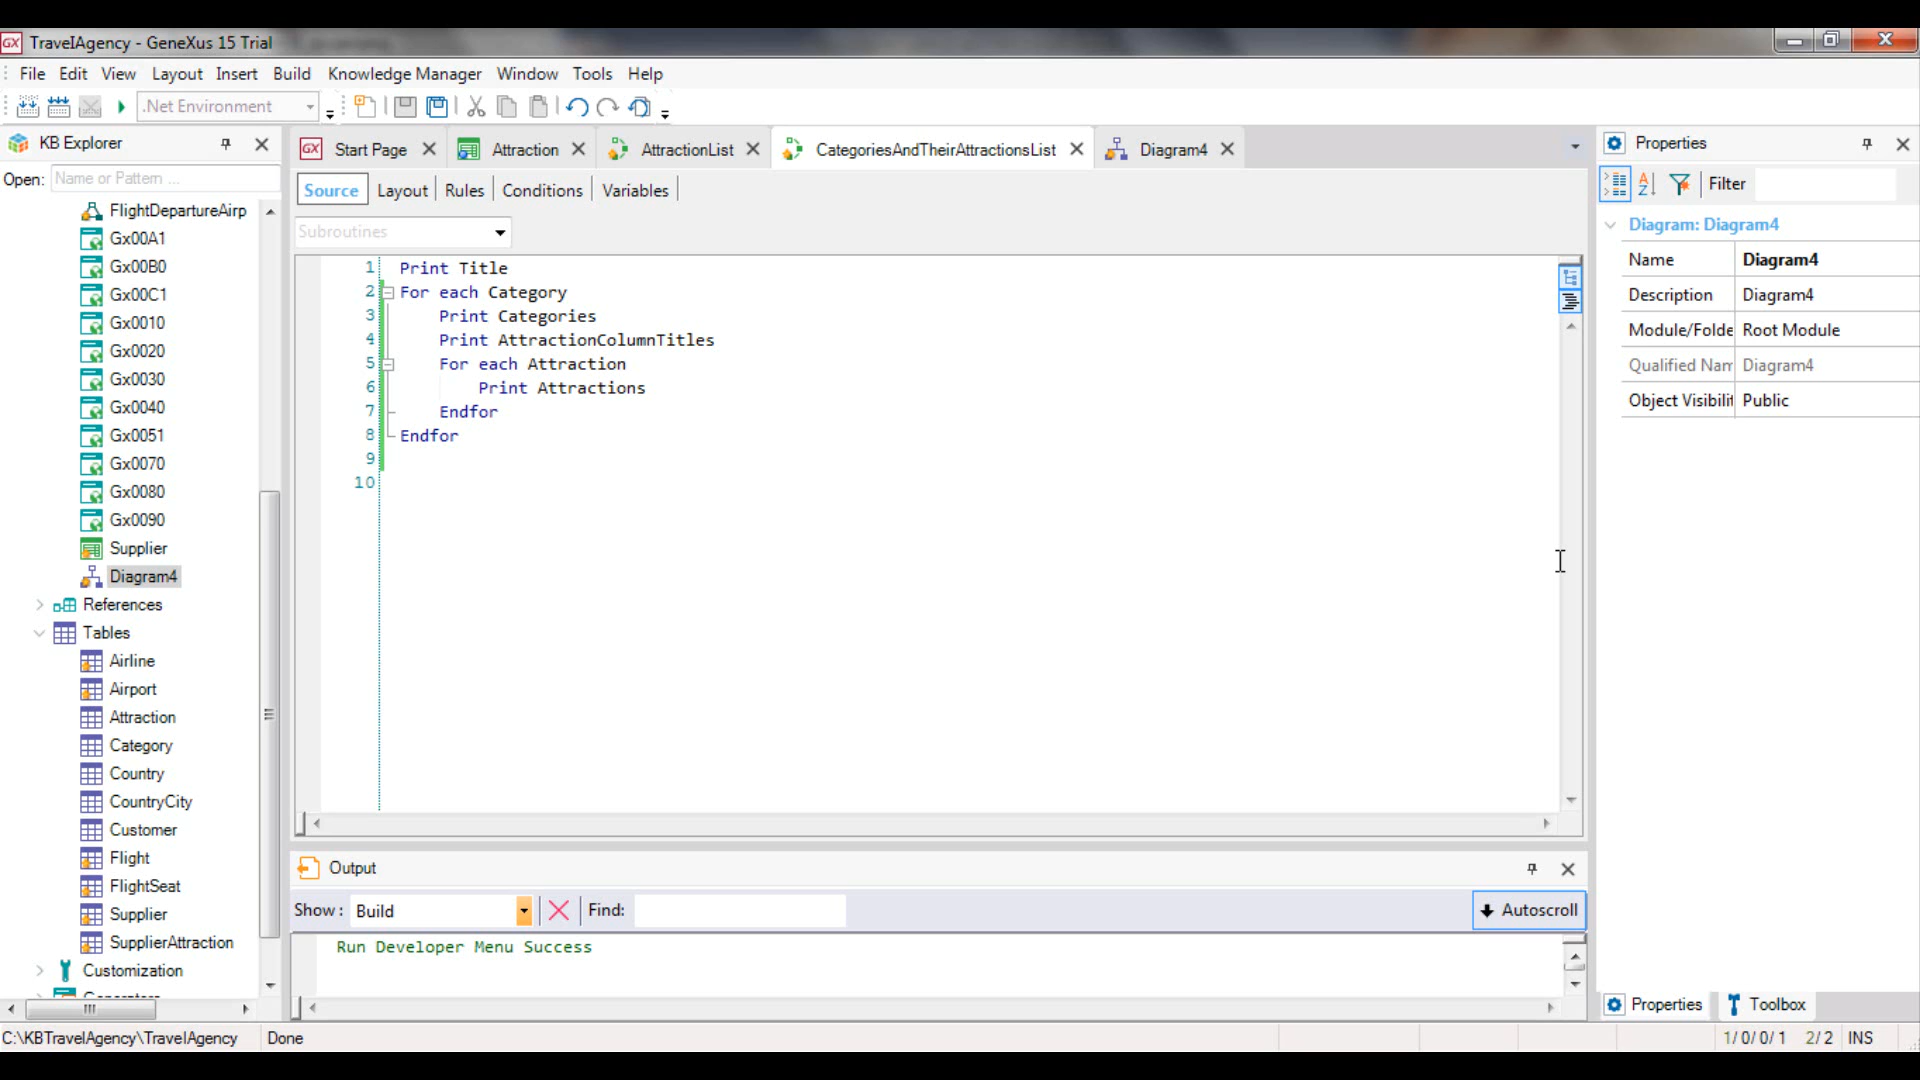 TravelAgency - GeneXus 15 Trial
File Edit View Layout Insert Build Knowledge Manager Window Tools Help
.Net Environment
KB Explorer
Open: Name or Pattern ...
FlightDepartureAirp
Gx00A1
Gx00B0
Gx00C1
Gx0010
Gx0020
Gx0030
Gx0040
Gx0051
Gx0070
Gx0080
Gx0090
Supplier
Diagram4
References
Tables
Airline
Airport
Attraction
Category
Country
CountryCity
Customer
Flight
FlightSeat
Supplier
SupplierAttraction
Customization
Start Page Attraction AttractionList CategoriesAndTheirAttractionsList Diagram4
Source Layout Rules Conditions Variables
Subroutines
1 Print Title
2 For each Category
3 Print Categories
4 Print AttractionColumnTitles
5 For each Attraction
6 Print Attractions
7 Endfor
8 Endfor
9
10
Output
Show : Build Find: Autoscroll
Run Developer Menu Success
Properties
Filter
Diagram: Diagram4
Name Diagram4
Description Diagram4
Module/Folde Root Module
Qualified Nam Diagram4
Object Visibilit Public
Properties Toolbox
C:\KBTravelAgency\TravelAgency Done 1/0/0/1 2/2 INS